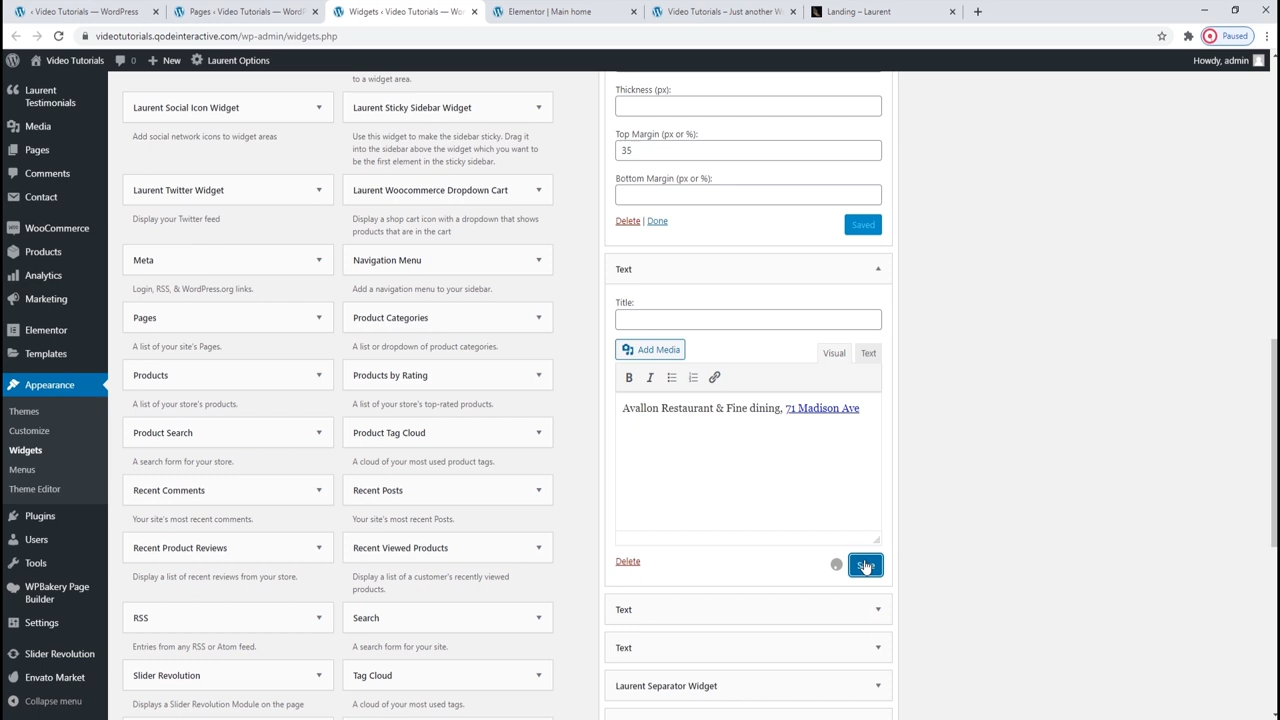 ‹ Video Tutorials — WordPress
Pages ‹ Video Tutorials — WordP
Widgets ‹ Video Tutorials — Wo
Elementor | Main home
Video Tutorials – Just another W
Landing – Laurent
videotutorials.qodeinteractive.com/wp-admin/widgets.php
Paused
Video Tutorials
0
New
Laurent Options
Howdy, admin
Laurent
Testimonials
Media
Pages
Comments
Contact
WooCommerce
Products
Analytics
Marketing
Elementor
Templates
Appearance
Themes
Customize
Widgets
Menus
Theme Editor
Plugins
Users
Tools
WPBakery Page
Builder
Settings
Slider Revolution
Envato Market
Collapse menu
to a widget area.
Laurent Social Icon Widget
Laurent Sticky Sidebar Widget
Add social network icons to widget areas
Use this widget to make the sidebar sticky. Drag it
into the sidebar above the widget which you want to
be the first element in the sticky sidebar.
Laurent Twitter Widget
Laurent Woocommerce Dropdown Cart
Display your Twitter feed
Display a shop cart icon with a dropdown that shows
products that are in the cart
Meta
Navigation Menu
Login, RSS, & WordPress.org links.
Add a navigation menu to your sidebar.
Pages
Product Categories
A list of your site's Pages.
A list or dropdown of product categories.
Products
Products by Rating
A list of your store's products.
A list of your store's top-rated products.
Product Search
Product Tag Cloud
A search form for your store.
A cloud of your most used product tags.
Recent Comments
Recent Posts
Your site's most recent comments.
Your site's most recent Posts.
Recent Product Reviews
Recent Viewed Products
Display a list of recent reviews from your store.
Display a list of a customer's recently viewed
products.
RSS
Search
Entries from any RSS or Atom feed.
A search form for your site.
Slider Revolution
Tag Cloud
Displays a Slider Revolution Module on the page
A cloud of your most used tags.
Thickness (px):
Top Margin (px or %):
35
Bottom Margin (px or %):
Delete | Done
Saved
Text
Title:
Add Media
Visual
Text
Avallon Restaurant & Fine dining, 71 Madison Ave
Delete
Save
Text
Text
Laurent Separator Widget